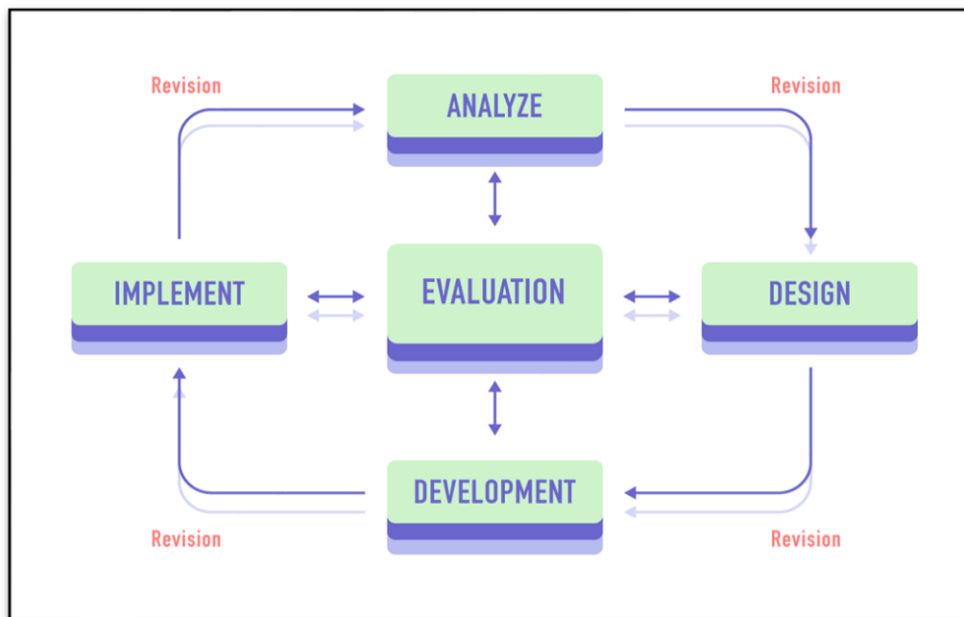 Revision
Revision
ANALYZE
IMPLEMENT
EVALUATION
DESIGN
DEVELOPMENT
Revision
Revision